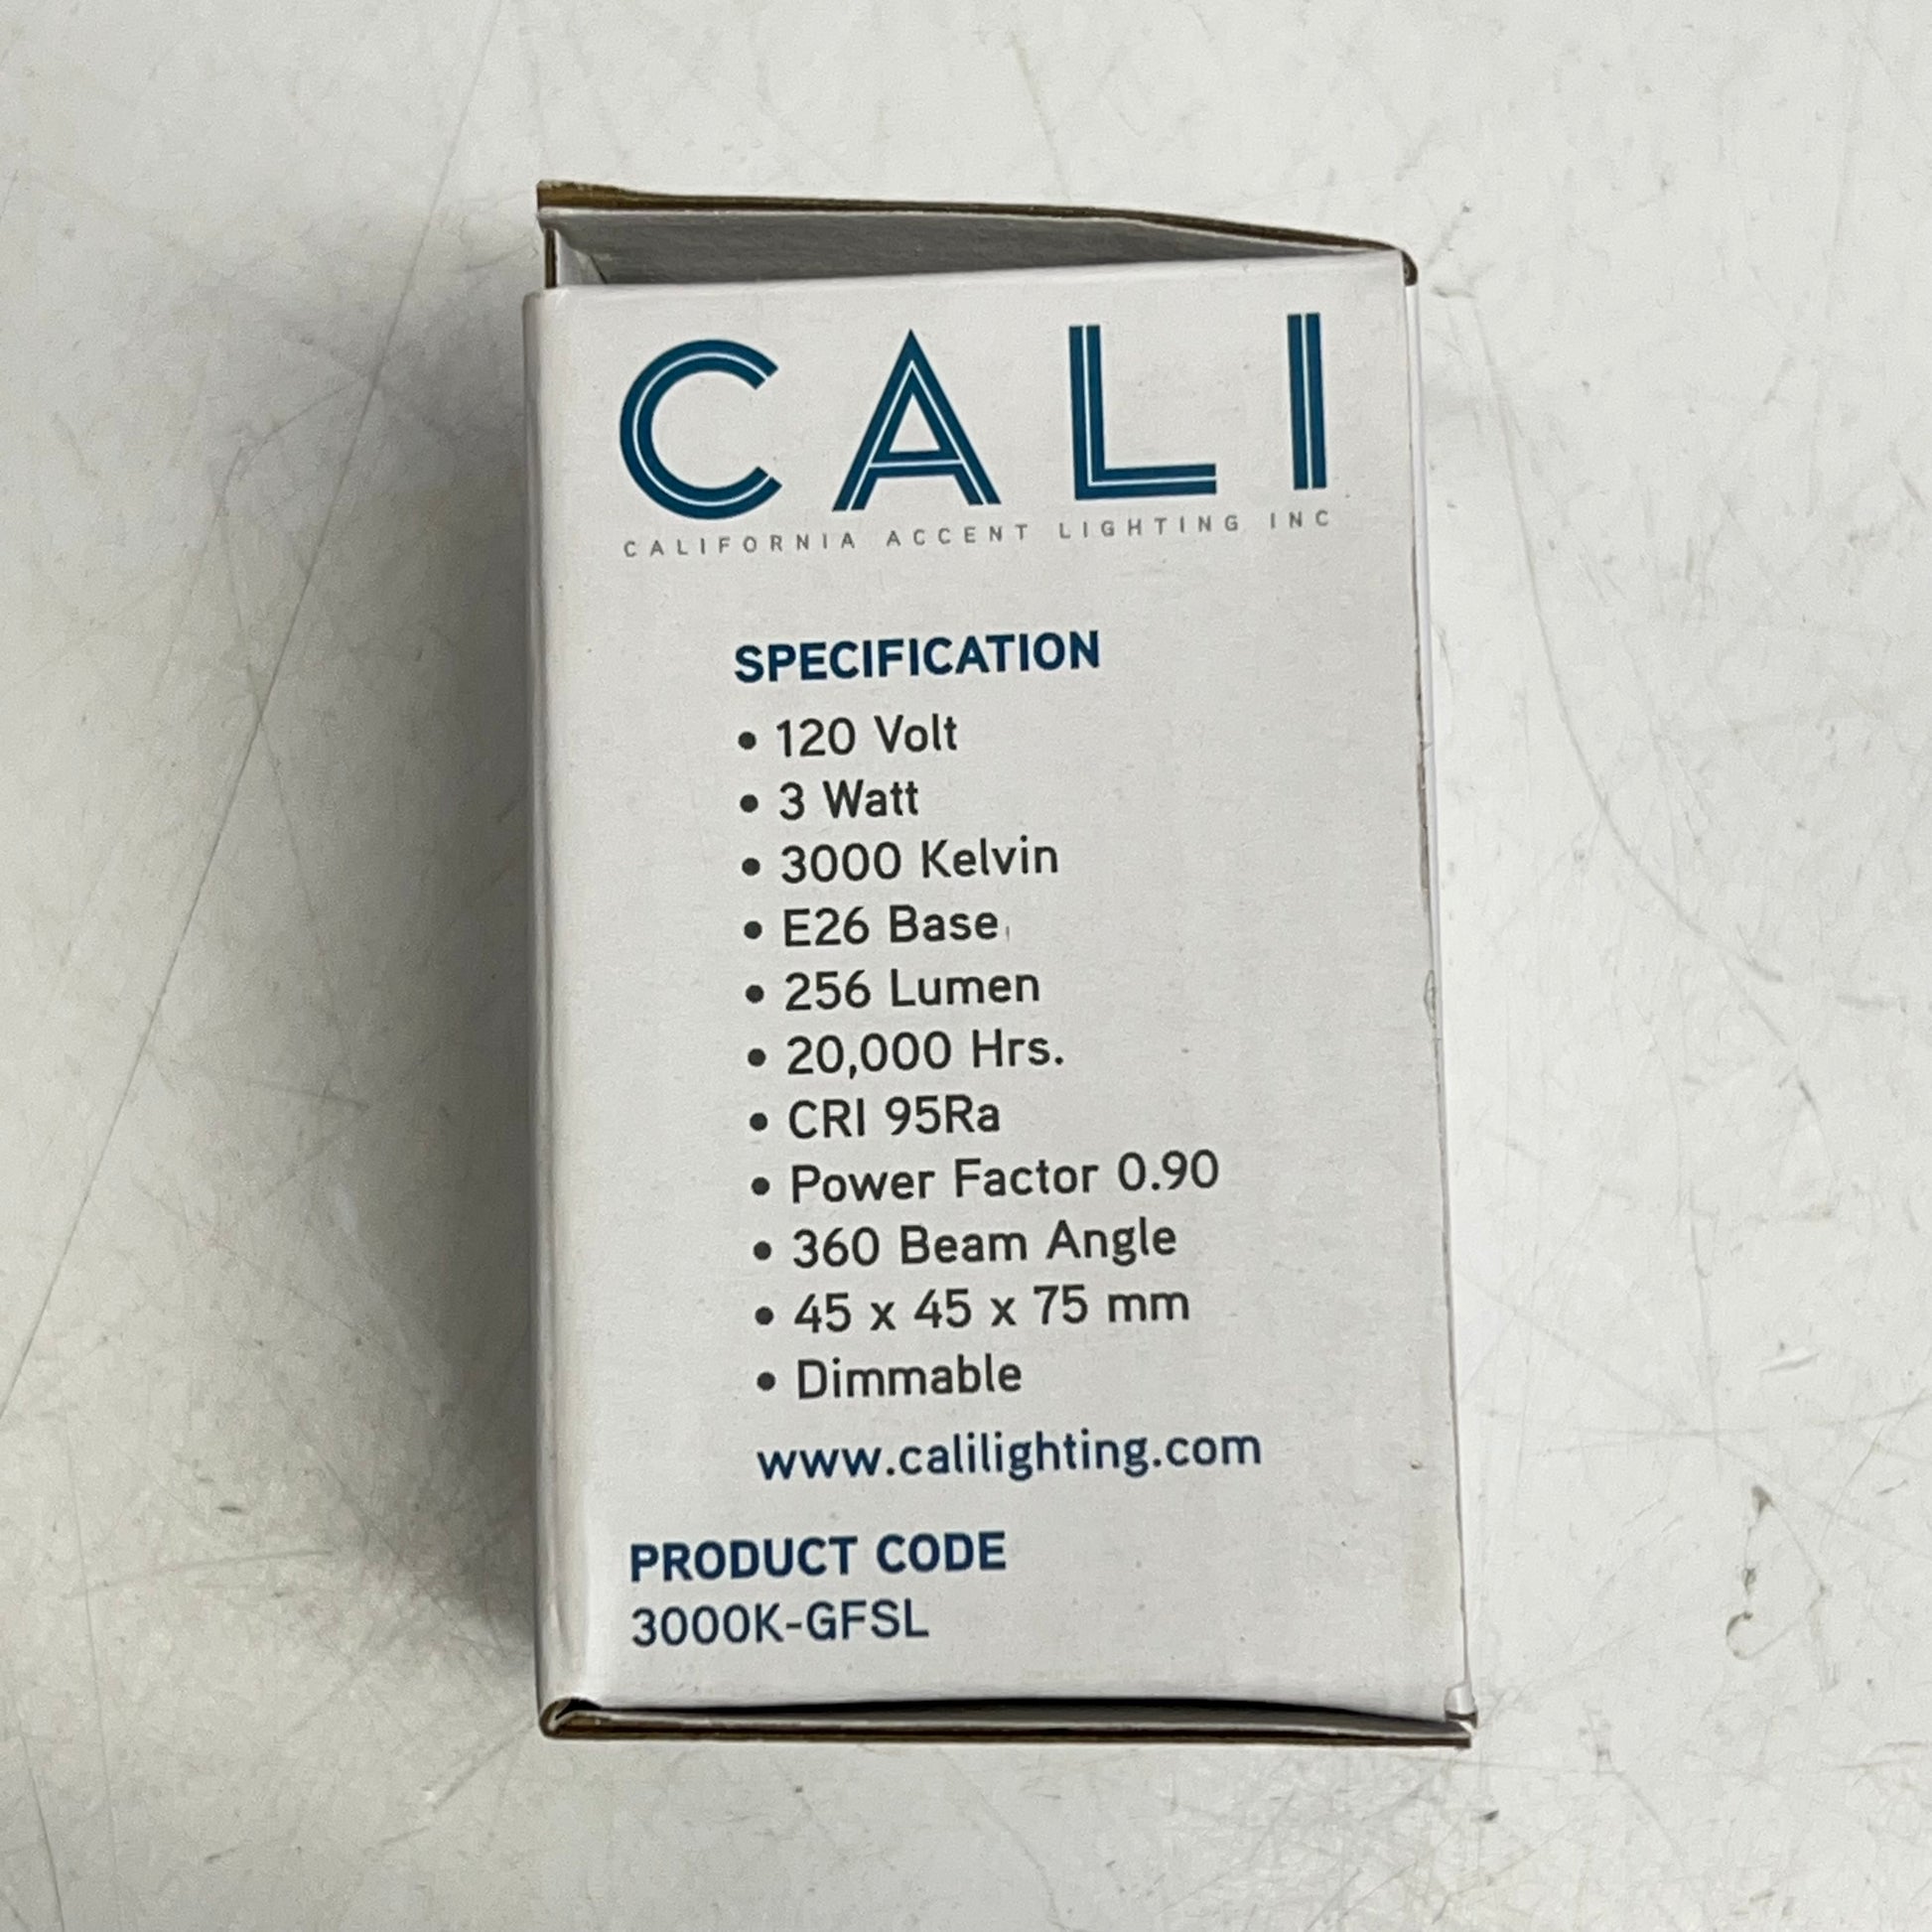 CALI
CALIFORNIA ACCENT LIGHTING INC
SPECIFICATION
• 120 Volt
• 3 Watt
• 3000 Kelvin
• E26 Base
• 256 Lumen
• 20,000 Hrs.
• CRI 95Ra
• Power Factor 0.90
• 360 Beam Angle
• 45 x 45 x 75 mm
• Dimmable
www.calilighting.com
PRODUCT CODE
3000K-GFSL